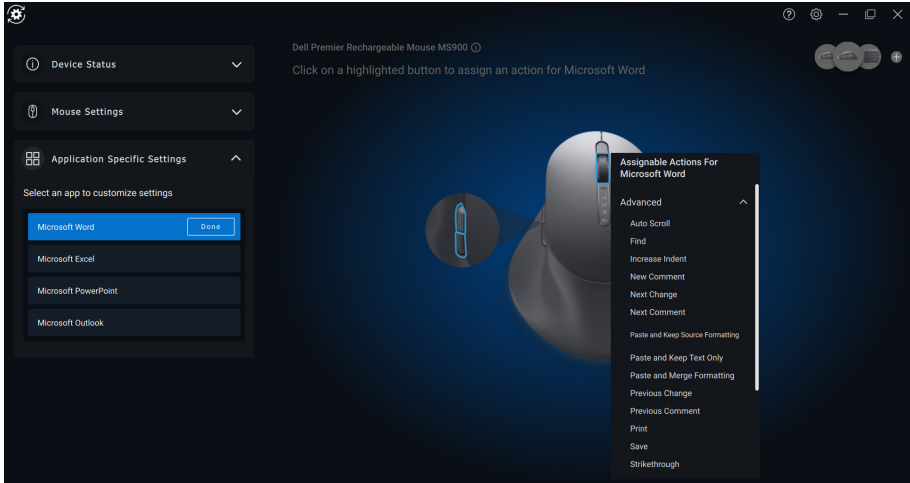 Dell Premier Rechargeable Mouse MS900
Click on a highlighted button to assign an action for Microsoft Word
Device Status
Mouse Settings
Application Specific Settings
Select an app to customize settings
Microsoft Word
Done
Microsoft Excel
Microsoft PowerPoint
Microsoft Outlook
Assignable Actions For
Microsoft Word
Advanced
Auto Scroll
Find
Increase Indent
New Comment
Next Change
Next Comment
Paste and Keep Source Formatting
Paste and Keep Text Only
Paste and Merge Formatting
Previous Change
Previous Comment
Print
Save
Strikethrough